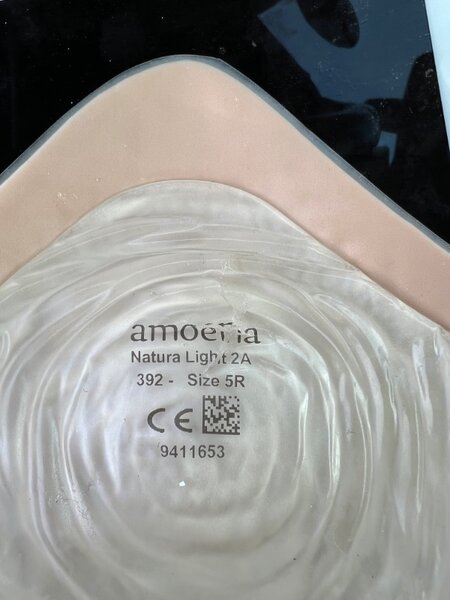 amoena
Natura Light 2A
392 - Size 5R
CE
9411653